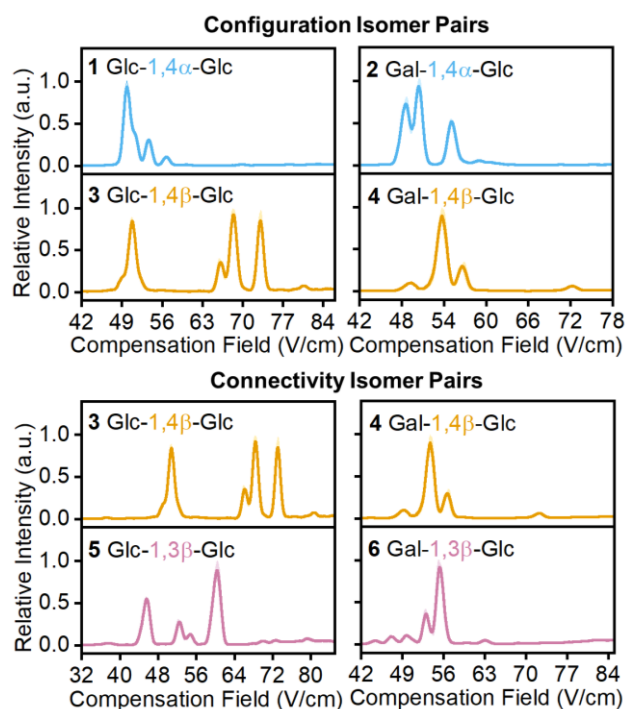 Configuration Isomer Pairs
1 Glc-1,4α-Glc
2 Gal-1,4α-Glc
1.0
0.5
0.0
3 Glc-1,4β-Glc
4 Gal-1,4β-Glc
1.0
0.5
0.0
Relative Intensity (a.u.)
42 49 56 63 70 77 84
42 48 54 60 66 72 78
Compensation Field (V/cm)
Compensation Field (V/cm)
Connectivity Isomer Pairs
3 Glc-1,4β-Glc
4 Gal-1,4β-Glc
1.0
0.5
0.0
5 Glc-1,3β-Glc
6 Gal-1,3β-Glc
1.0
0.5
0.0
Relative Intensity (a.u.)
32 40 48 56 64 72 80
42 49 56 63 70 77 84
Compensation Field (V/cm)
Compensation Field (V/cm)